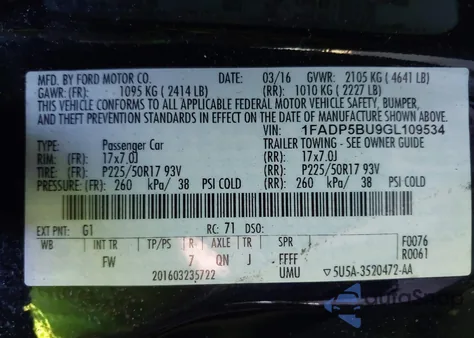 MFD. BY FORD MOTOR CO. DATE: 03/16 GVWR: 2105 KG (4641 LB)
GAWR: (FR): 1095 KG (2414 LB) (RR): 1010 KG (2227 LB)
THIS VEHICLE CONFORMS TO ALL APPLICABLE FEDERAL MOTOR VEHICLE SAFETY, BUMPER,
AND THEFT PREVENTION STANDARDS IN EFFECT ON THE DATE OF MANUFACTURE SHOWN ABOVE.
VIN: 1FADP5BU9GL109534
TYPE: Passenger Car TRAILER TOWING - SEE OWNER GUIDE
RIM: (FR): 17x7.0J (RR): 17x7.0J
TIRE: (FR): P225/50R17 93V (RR): P225/50R17 93V
PRESSURE: (FR): 260 kPa/ 38 PSI COLD (RR): 260 kPa/ 38 PSI COLD
EXT PNT: G1 RC: 71 DSO:
WB INT TR TP/PS R AXLE TR SPR F0076
FW 7 QN J FFFF R0061
201603235722 UMU ▽5U5A-3520472-AA